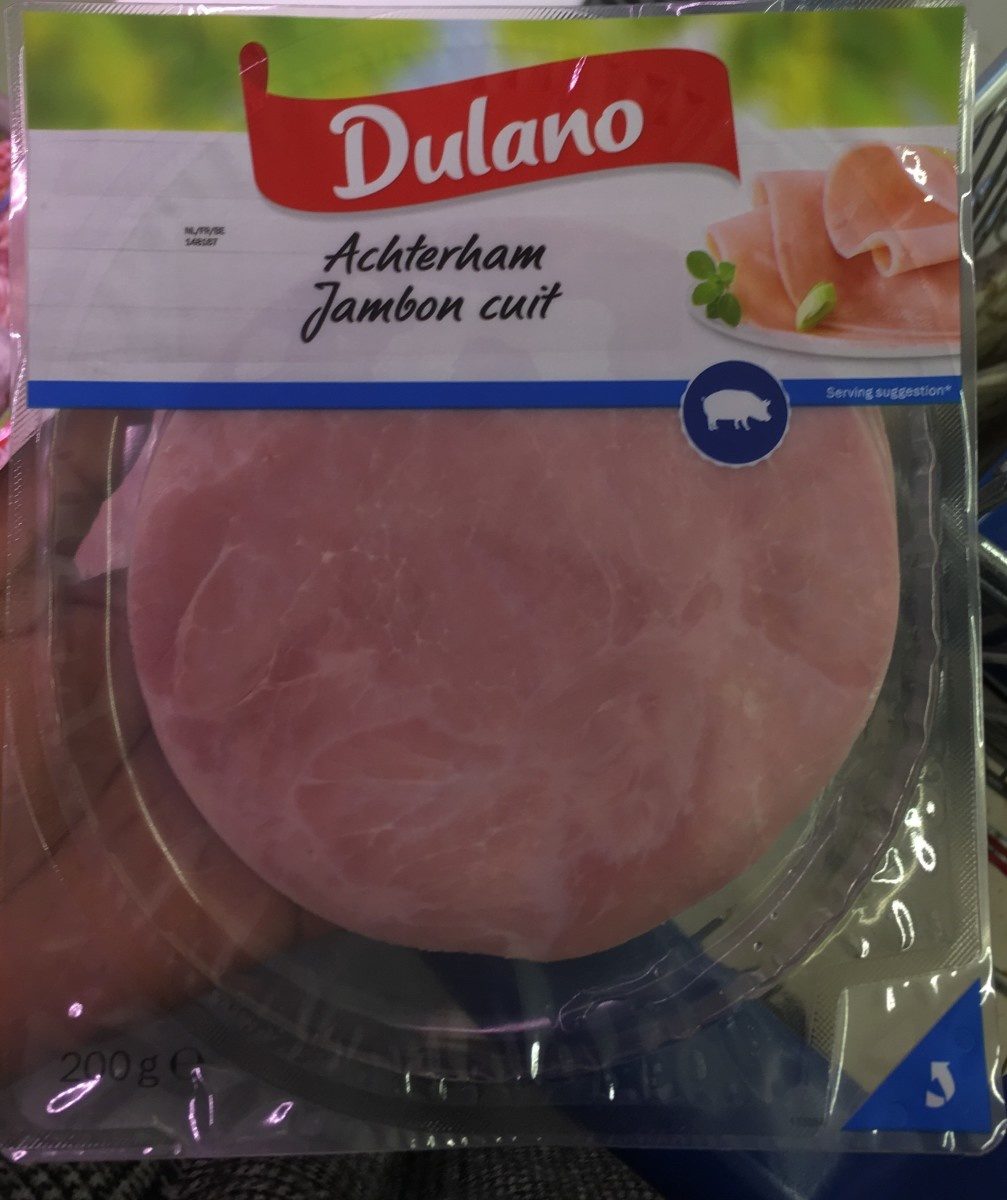 Dulano
NL/FR/BE
148187
Achterham
Jambon cuit
Serving suggestion*
200g ℮